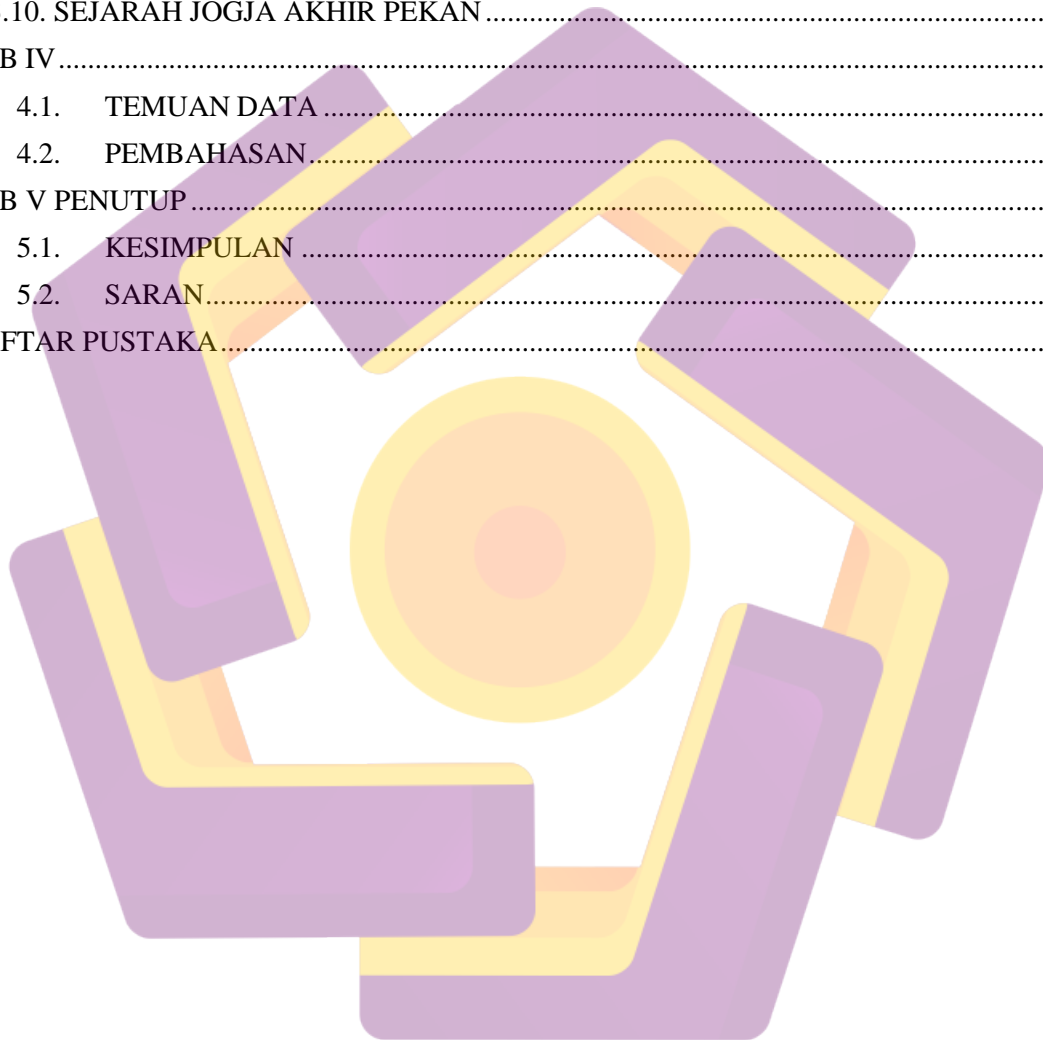 .10. SEJARAH JOGJA AKHIR PEKAN ..........................................................................................
B IV ..........................................................................................
4.1. TEMUAN DATA ..........................................................................................
4.2. PEMBAHASAN ..........................................................................................
B V PENUTUP ..........................................................................................
5.1. KESIMPULAN ..........................................................................................
5.2. SARAN ..........................................................................................
FTAR PUSTAKA ..........................................................................................